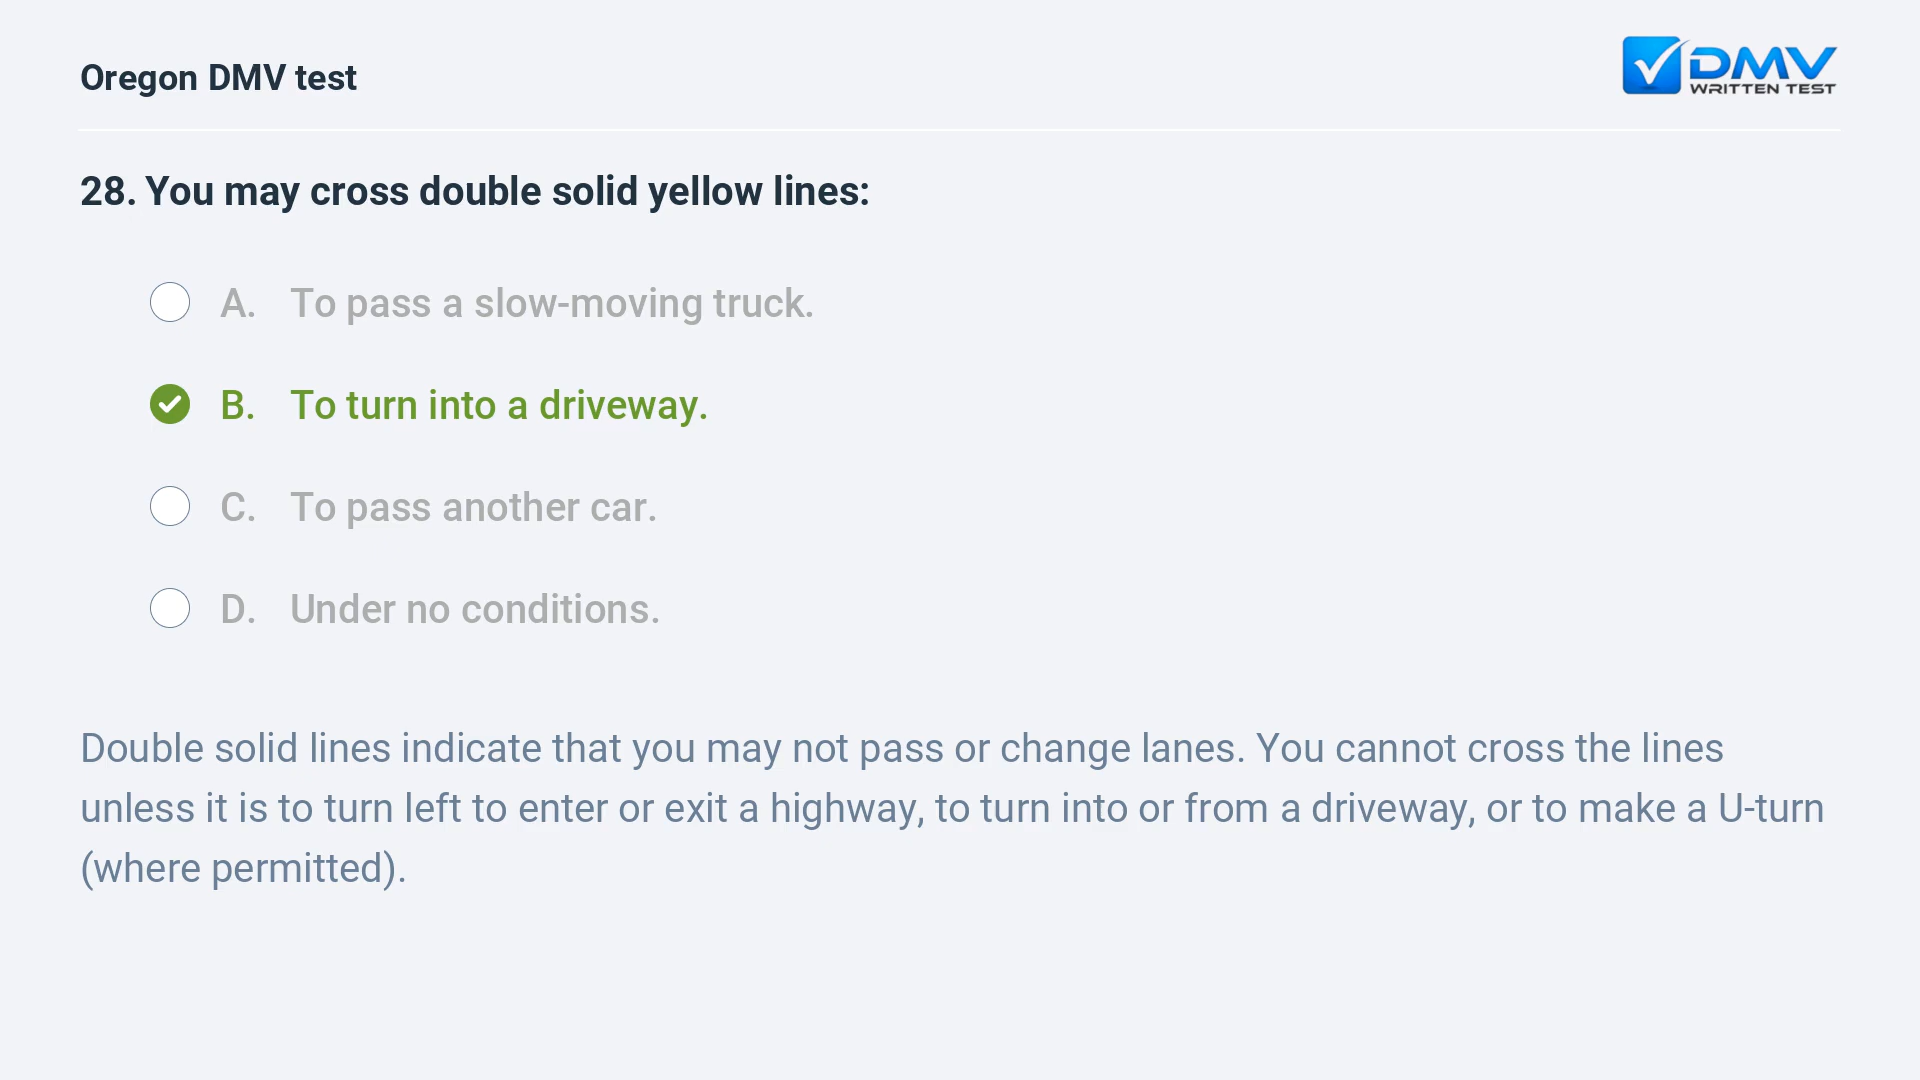 Oregon DMV test
DMV
WRITTEN TEST
28. You may cross double solid yellow lines:
A. To pass a slow-moving truck.
B. To turn into a driveway.
C. To pass another car.
D. Under no conditions.
Double solid lines indicate that you may not pass or change lanes. You cannot cross the lines
unless it is to turn left to enter or exit a highway, to turn into or from a driveway, or to make a U-turn
(where permitted).